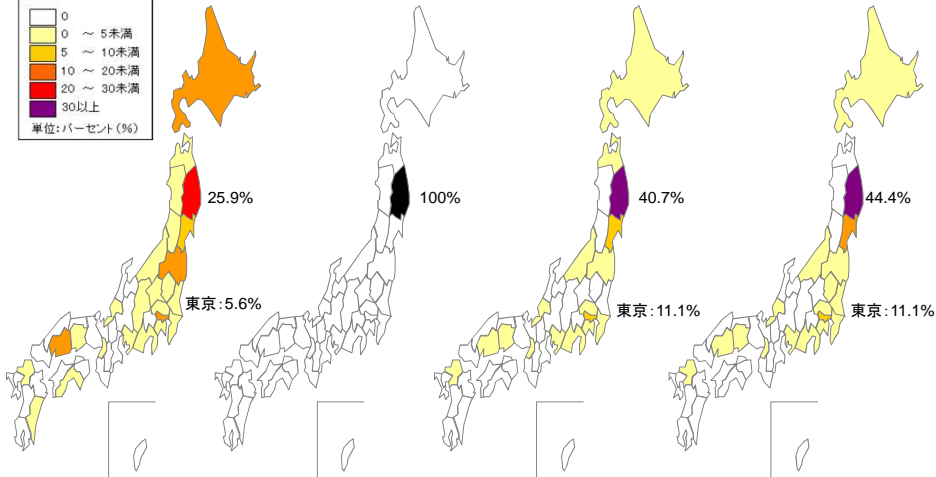 0
0 ～ 5未満
5 ～ 10未満
10 ～ 20未満
20 ～ 30未満
30以上
単位：パーセント（%）
25.9%
100%
40.7%
44.4%
東京：5.6%
東京：11.1%
東京：11.1%